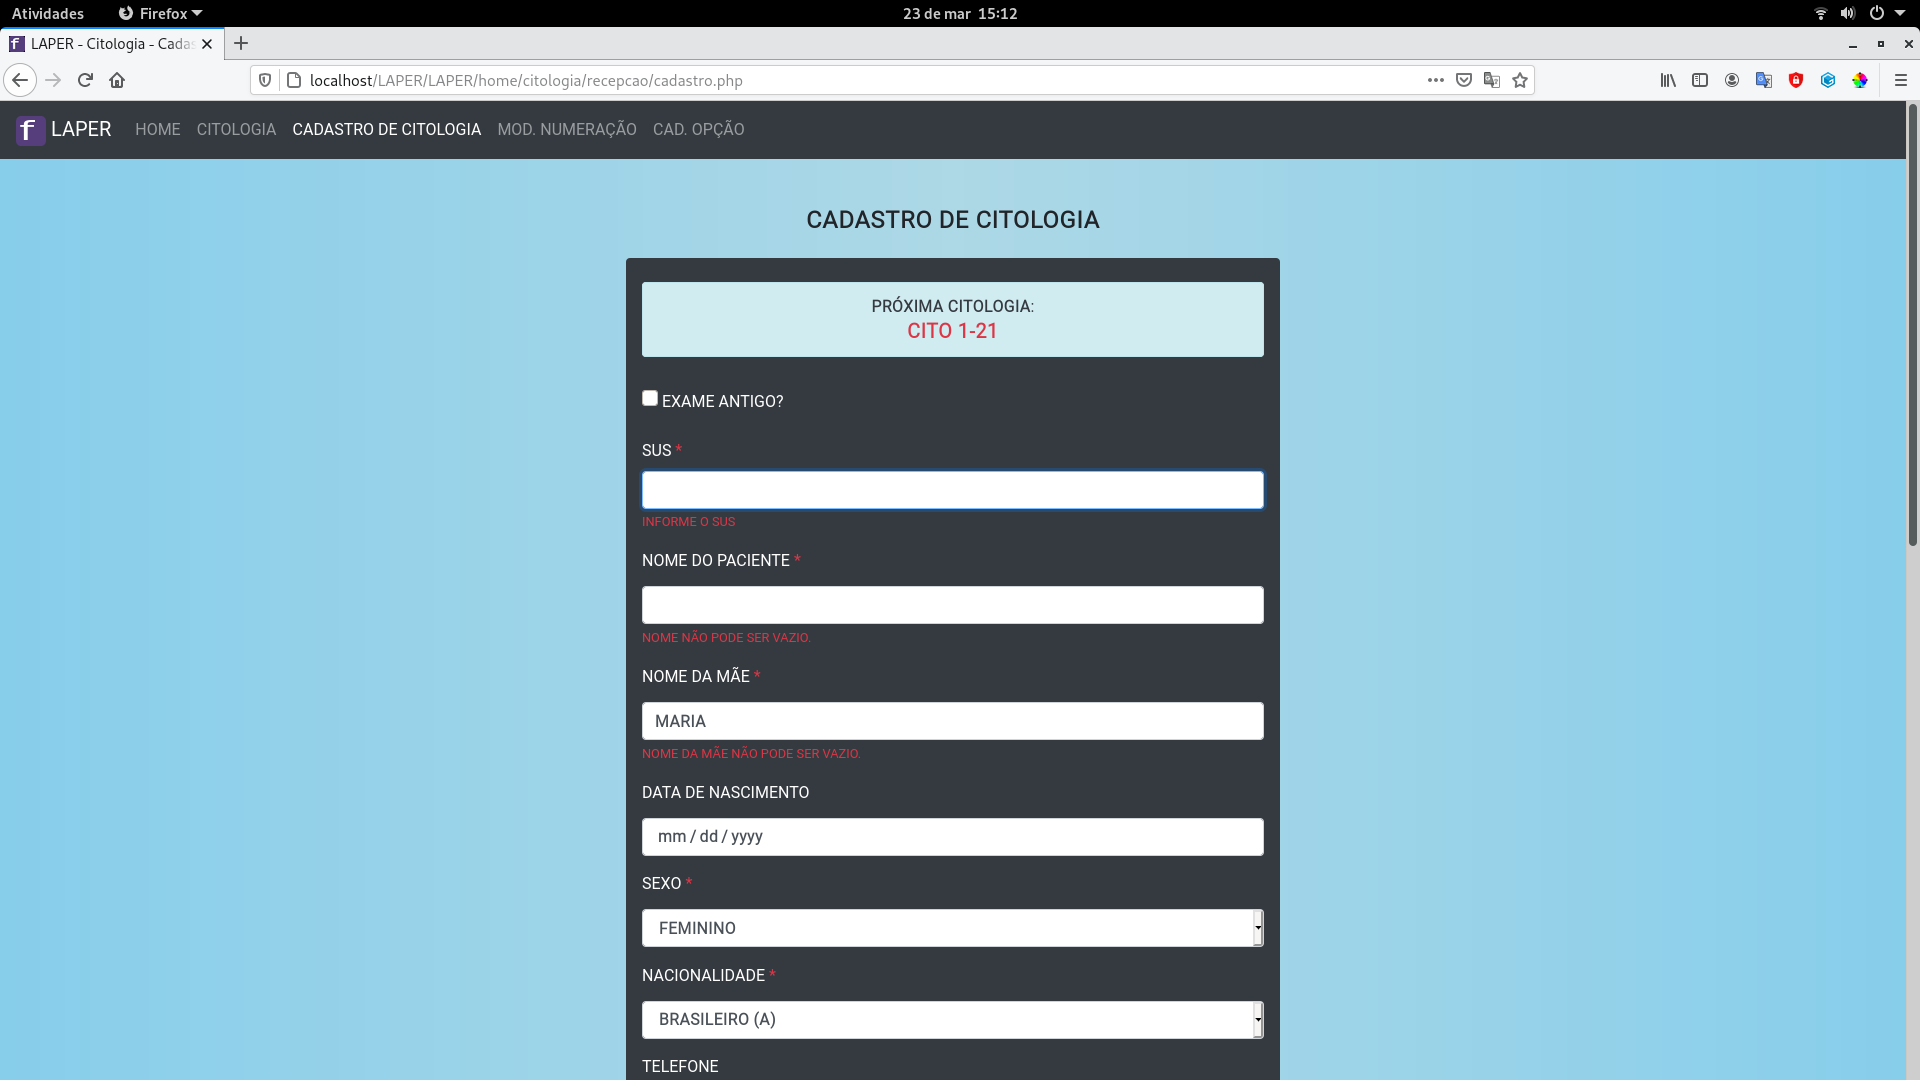 Atividades
Firefox
23 de mar 15:12
LAPER - Citologia - Cadas
localhost/LAPER/LAPER/home/citologia/recepcao/cadastro.php
f LAPER
HOME
CITOLOGIA
CADASTRO DE CITOLOGIA
MOD. NUMERAÇÃO
CAD. OPÇÃO
CADASTRO DE CITOLOGIA
PRÓXIMA CITOLOGIA:
CITO 1-21
EXAME ANTIGO?
SUS *
INFORME O SUS
NOME DO PACIENTE *
NOME NÃO PODE SER VAZIO.
NOME DA MÃE *
MARIA
NOME DA MÃE NÃO PODE SER VAZIO.
DATA DE NASCIMENTO
mm / dd / yyyy
SEXO *
FEMININO
NACIONALIDADE *
BRASILEIRO (A)
TELEFONE